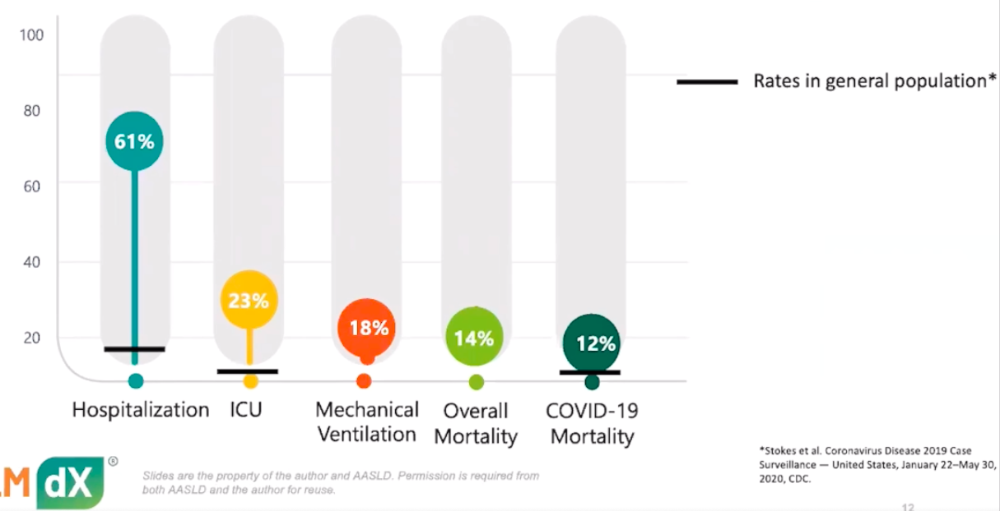 100
80
60
40
20
61%
23%
18%
14%
12%
Rates in general population*
Hospitalization
ICU
Mechanical
Ventilation
Overall
Mortality
COVID-19
Mortality
*Stokes et al. Coronavirus Disease 2019 Case
Surveillance — United States, January 22–May 30,
2020, CDC.
M dX ®
Slides are the property of the author and AASLD. Permission is required from
both AASLD and the author for reuse.
12